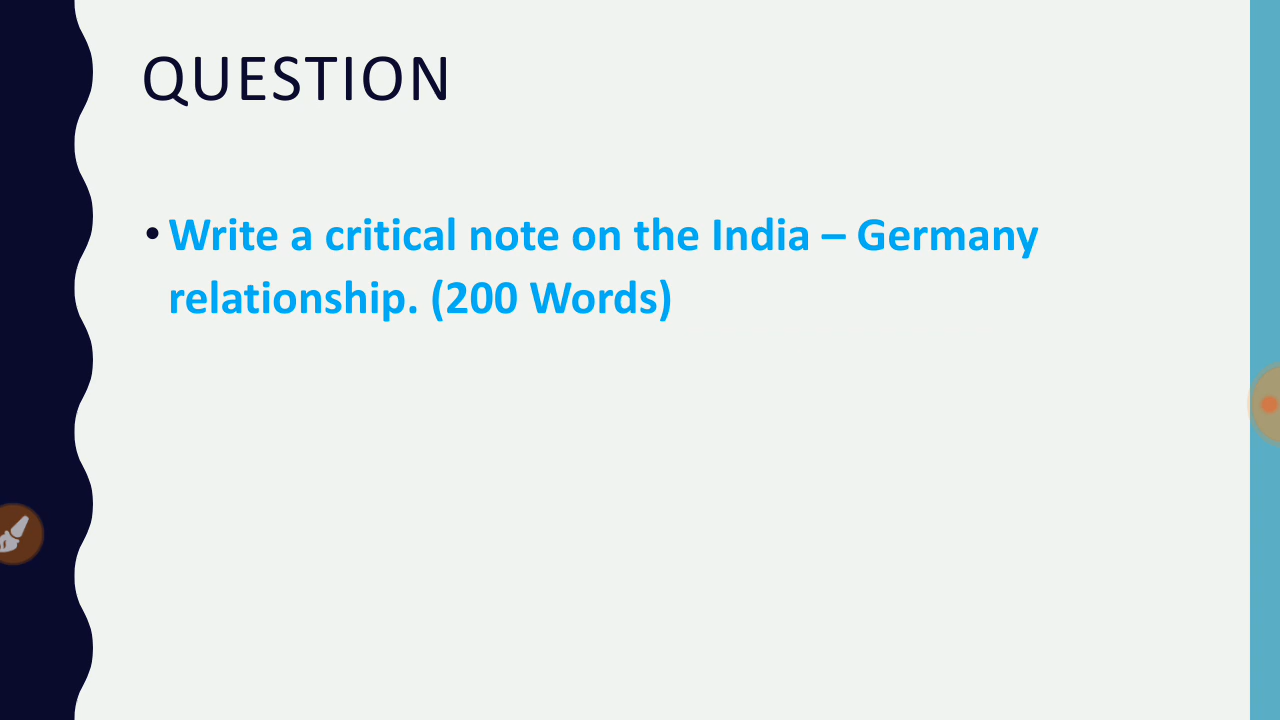 QUESTION
• Write a critical note on the India – Germany
relationship. (200 Words)